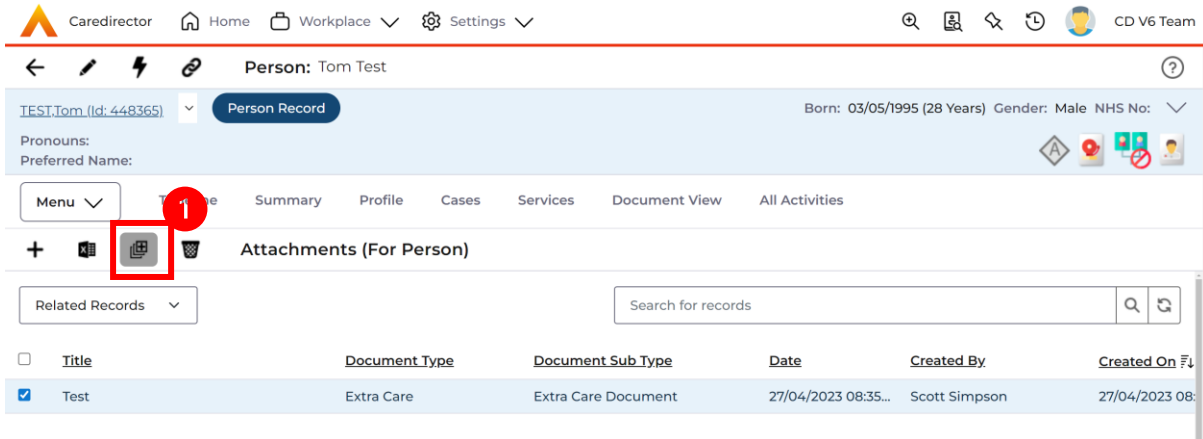 Caredirector Home Workplace Settings CD V6 Team
Person: Tom Test
TEST,Tom (Id: 448365) Person Record Born: 03/05/1995 (28 Years) Gender: Male NHS No:
Pronouns:
Preferred Name:
Menu Summary Profile Cases Services Document View All Activities
1
Attachments (For Person)
Related Records Search for records
Title Document Type Document Sub Type Date Created By Created On
Test Extra Care Extra Care Document 27/04/2023 08:35... Scott Simpson 27/04/2023 08: